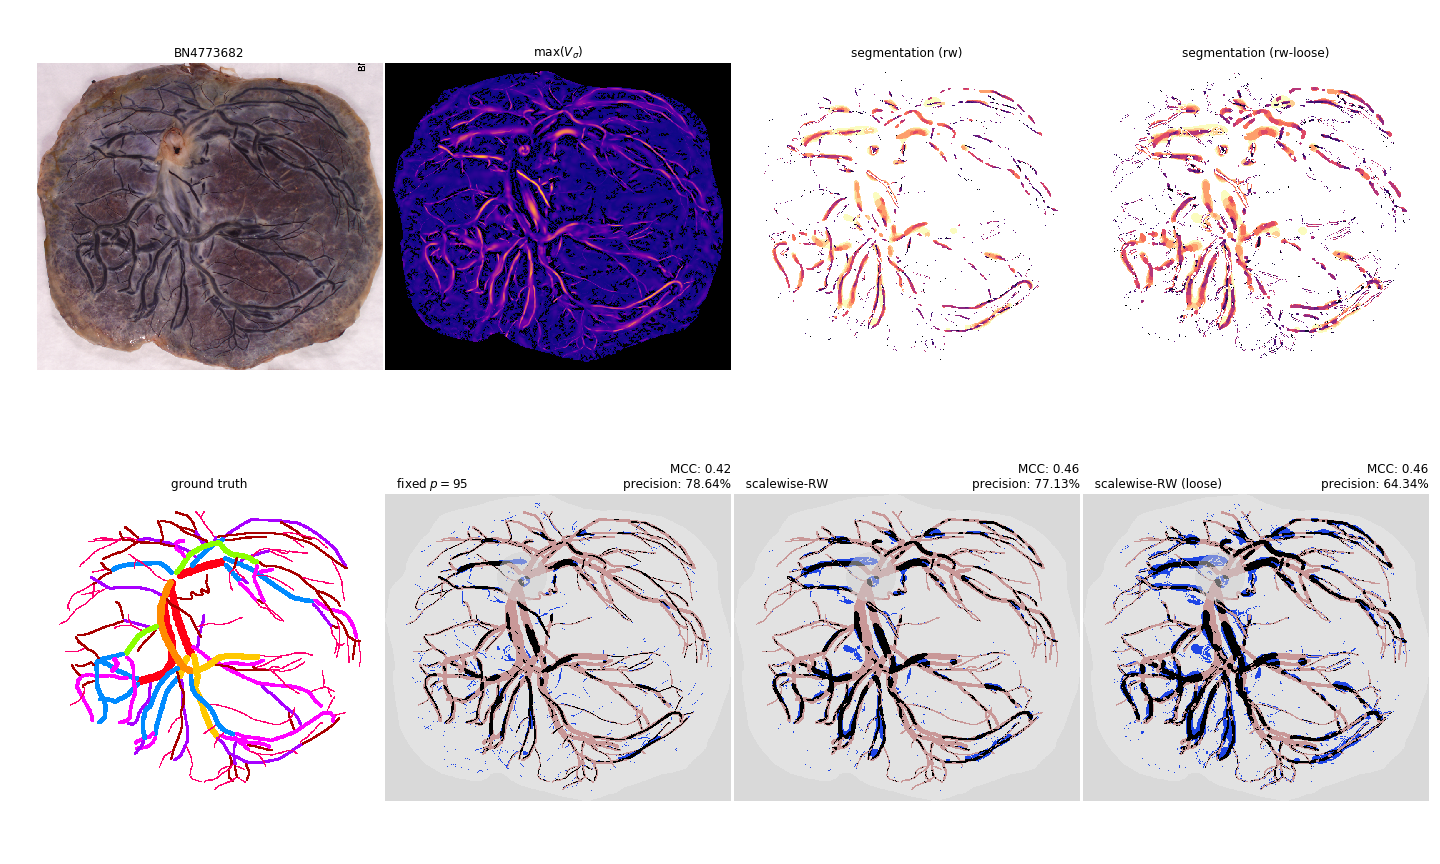 BN4773682
max(V_σ)
segmentation (rw)
segmentation (rw-loose)
ground truth
MCC: 0.42
fixed p = 95 precision: 78.64%
MCC: 0.46
scalewise-RW precision: 77.13%
MCC: 0.46
scalewise-RW (loose) precision: 64.34%